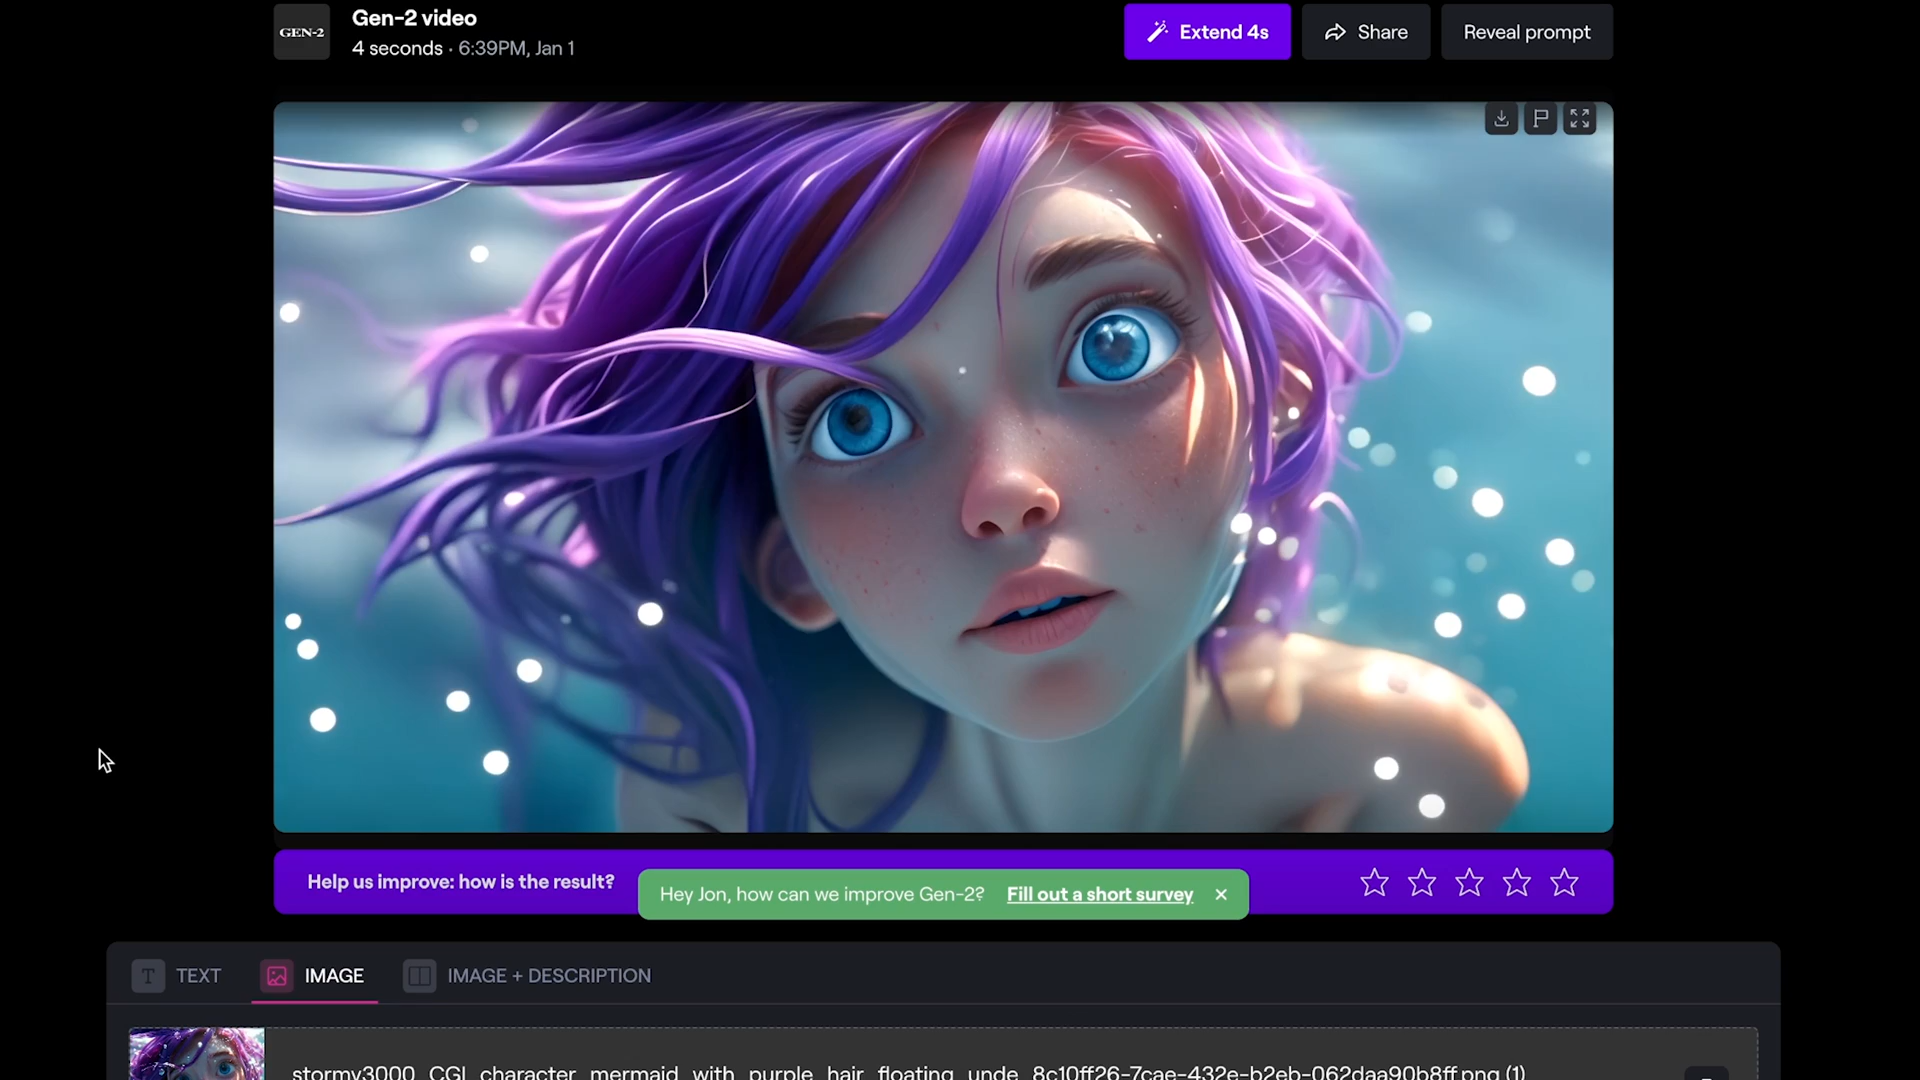 GEN-2
Gen-2 video
4 seconds · 6:39PM, Jan 1
Extend 4s
Share
Reveal prompt
Help us improve: how is the result?
Hey Jon, how can we improve Gen-2? Fill out a short survey
TEXT
IMAGE
IMAGE + DESCRIPTION
stormy3000_CGI_character_mermaid_with_purple_hair_floating_unde_8c10ff26-7cae-432e-b2eb-062daa90b8ff.png (1)